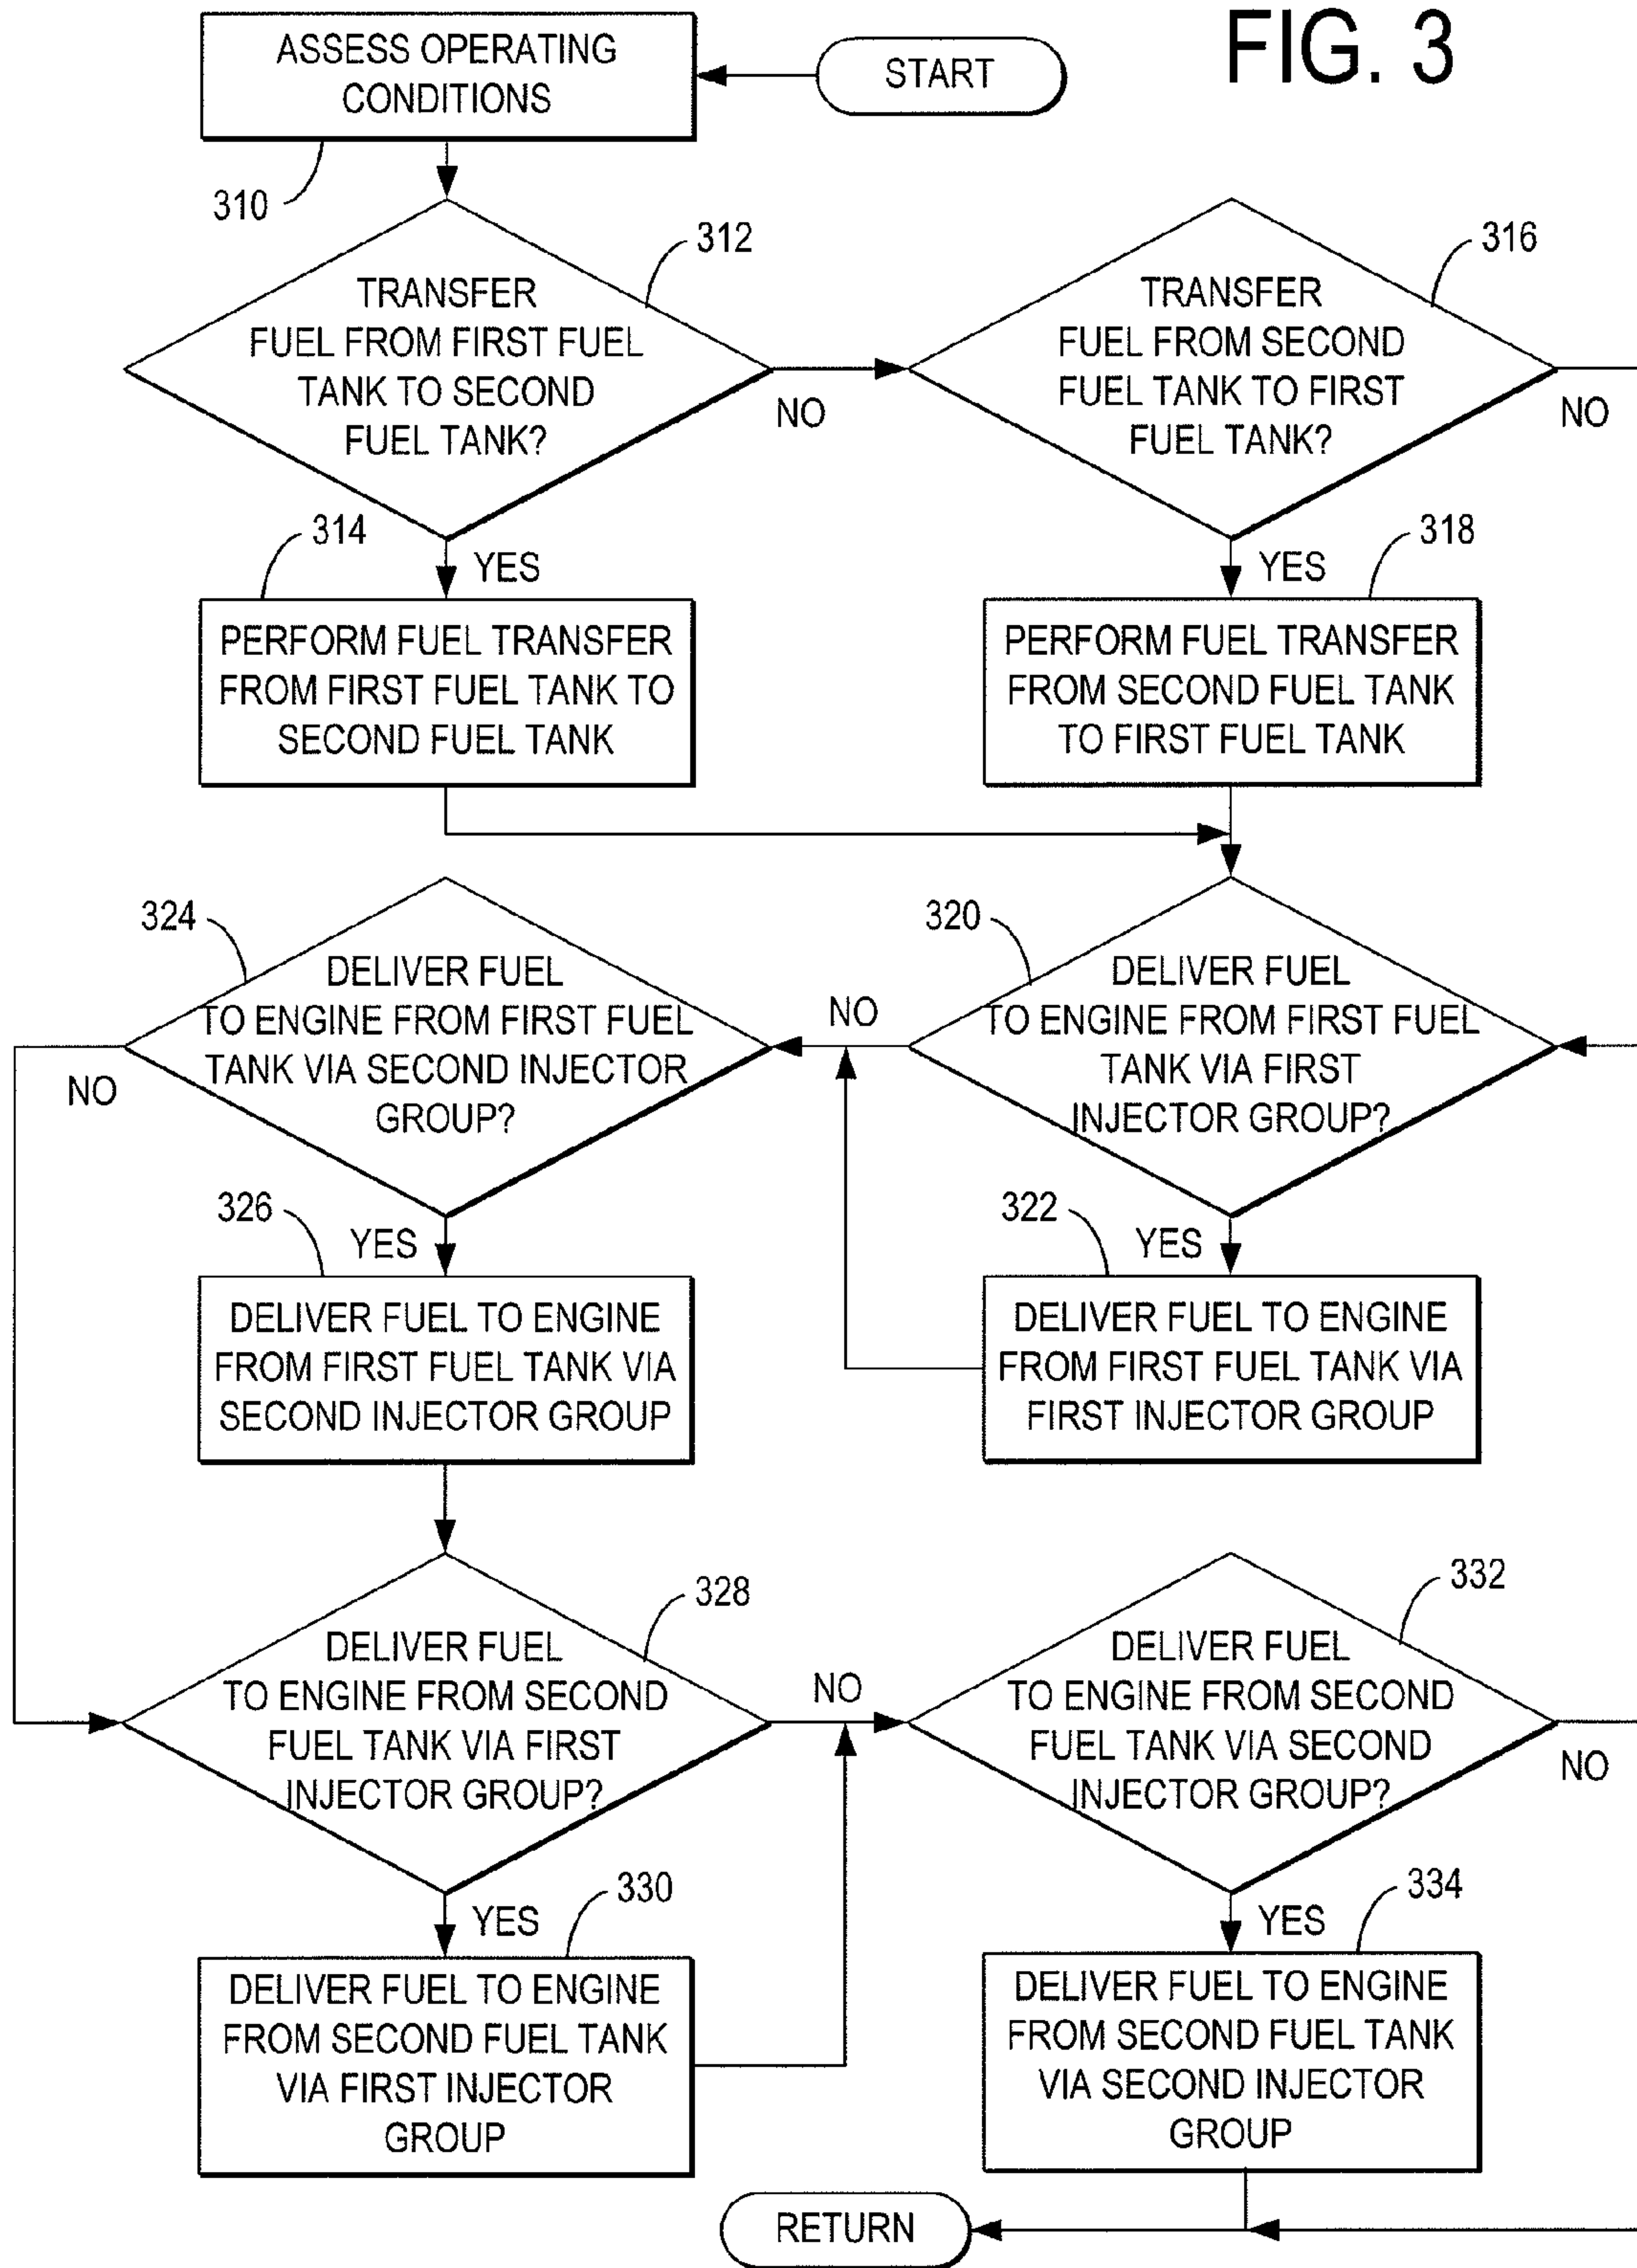 FIG. 3
START
ASSESS OPERATING
CONDITIONS
310
312
TRANSFER
FUEL FROM FIRST FUEL
TANK TO SECOND
FUEL TANK?
NO
316
TRANSFER
FUEL FROM SECOND
FUEL TANK TO FIRST
FUEL TANK?
NO
314
YES
PERFORM FUEL TRANSFER
FROM FIRST FUEL TANK TO
SECOND FUEL TANK
318
YES
PERFORM FUEL TRANSFER
FROM SECOND FUEL TANK
TO FIRST FUEL TANK
320
DELIVER FUEL
TO ENGINE FROM FIRST FUEL
TANK VIA FIRST
INJECTOR GROUP?
NO
322
YES
DELIVER FUEL TO ENGINE
FROM FIRST FUEL TANK VIA
FIRST INJECTOR GROUP
324
DELIVER FUEL
TO ENGINE FROM FIRST FUEL
TANK VIA SECOND INJECTOR
GROUP?
NO
326
YES
DELIVER FUEL TO ENGINE
FROM FIRST FUEL TANK VIA
SECOND INJECTOR GROUP
328
DELIVER FUEL
TO ENGINE FROM SECOND
FUEL TANK VIA FIRST
INJECTOR GROUP?
NO
330
YES
DELIVER FUEL TO ENGINE
FROM SECOND FUEL TANK
VIA FIRST INJECTOR
GROUP
332
DELIVER FUEL
TO ENGINE FROM SECOND
FUEL TANK VIA SECOND
INJECTOR GROUP?
NO
334
YES
DELIVER FUEL TO ENGINE
FROM SECOND FUEL TANK
VIA SECOND INJECTOR
GROUP
RETURN